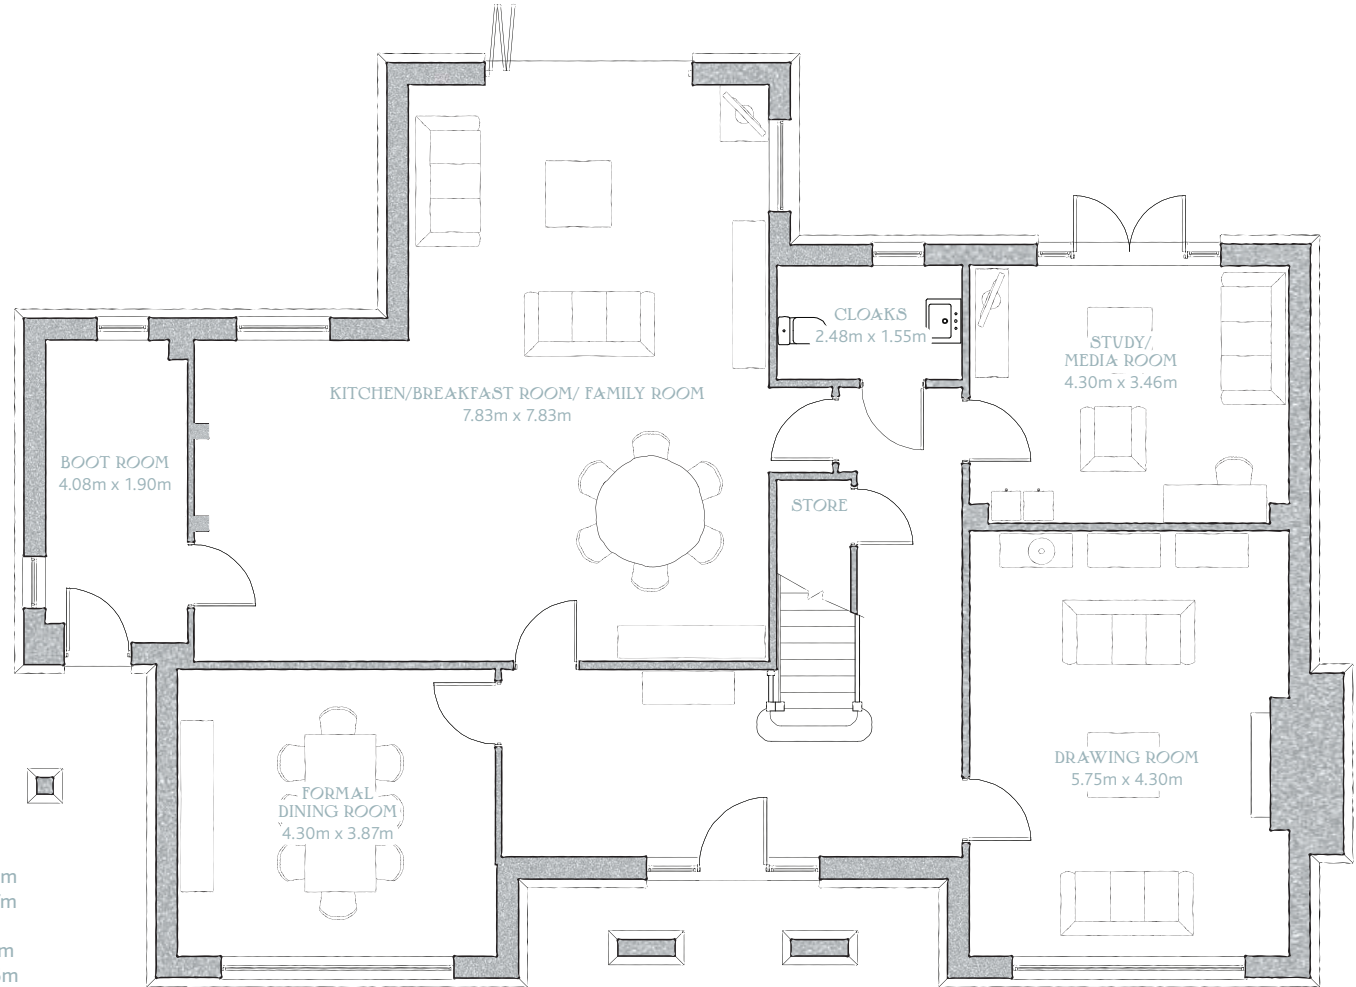 CLOAKS
2.48m x 1.55m
STUDY/
MEDIA ROOM
4.30m x 3.46m
KITCHEN/BREAKFAST ROOM/ FAMILY ROOM
7.83m x 7.83m
BOOT ROOM
4.08m x 1.90m
STORE
DRAWING ROOM
5.75m x 4.30m
FORMAL
DINING ROOM
4.30m x 3.87m
m
m
m
m